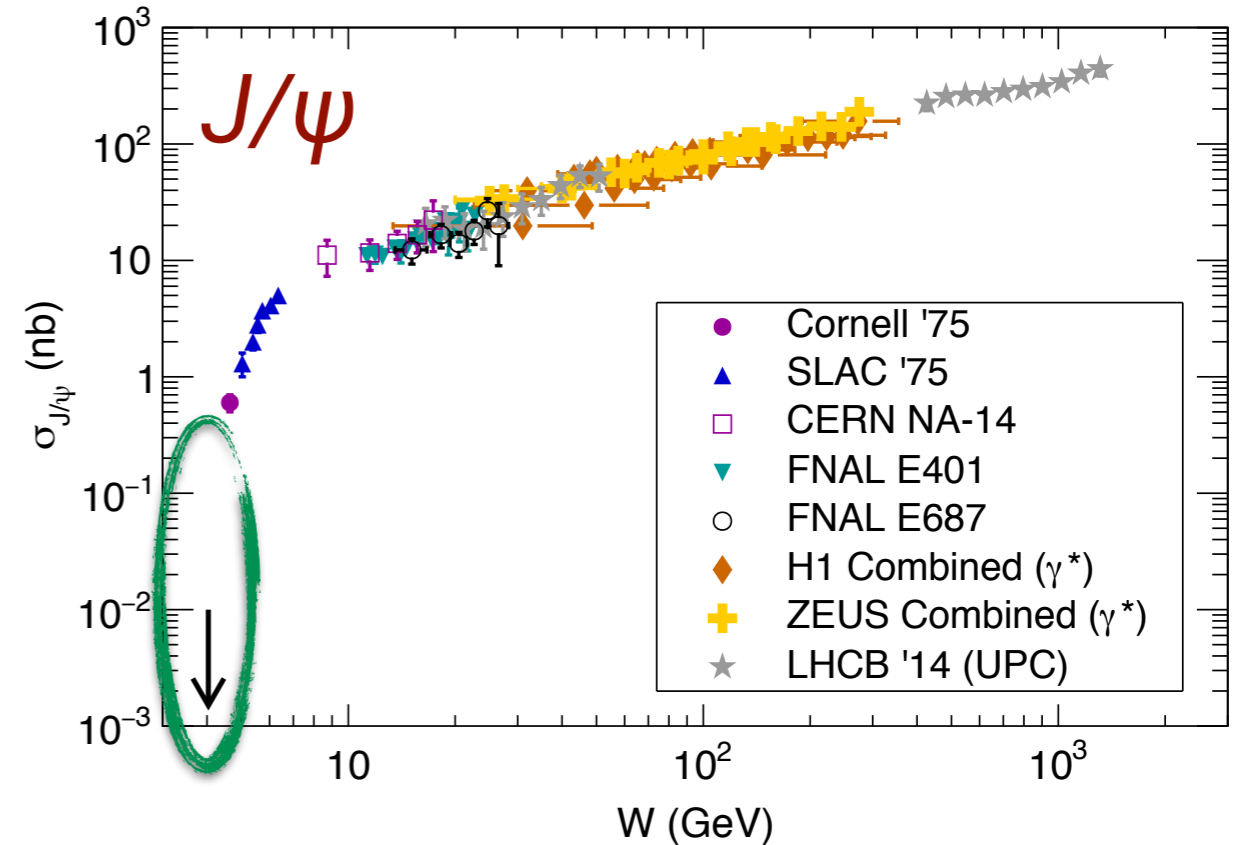 J/ψ
10³
10²
10
1
10⁻¹
10⁻²
10⁻³
σ_J/ψ (nb)
Cornell '75
SLAC '75
CERN NA-14
FNAL E401
FNAL E687
H1 Combined (γ*)
ZEUS Combined (γ*)
LHCB '14 (UPC)
10
10²
10³
W (GeV)